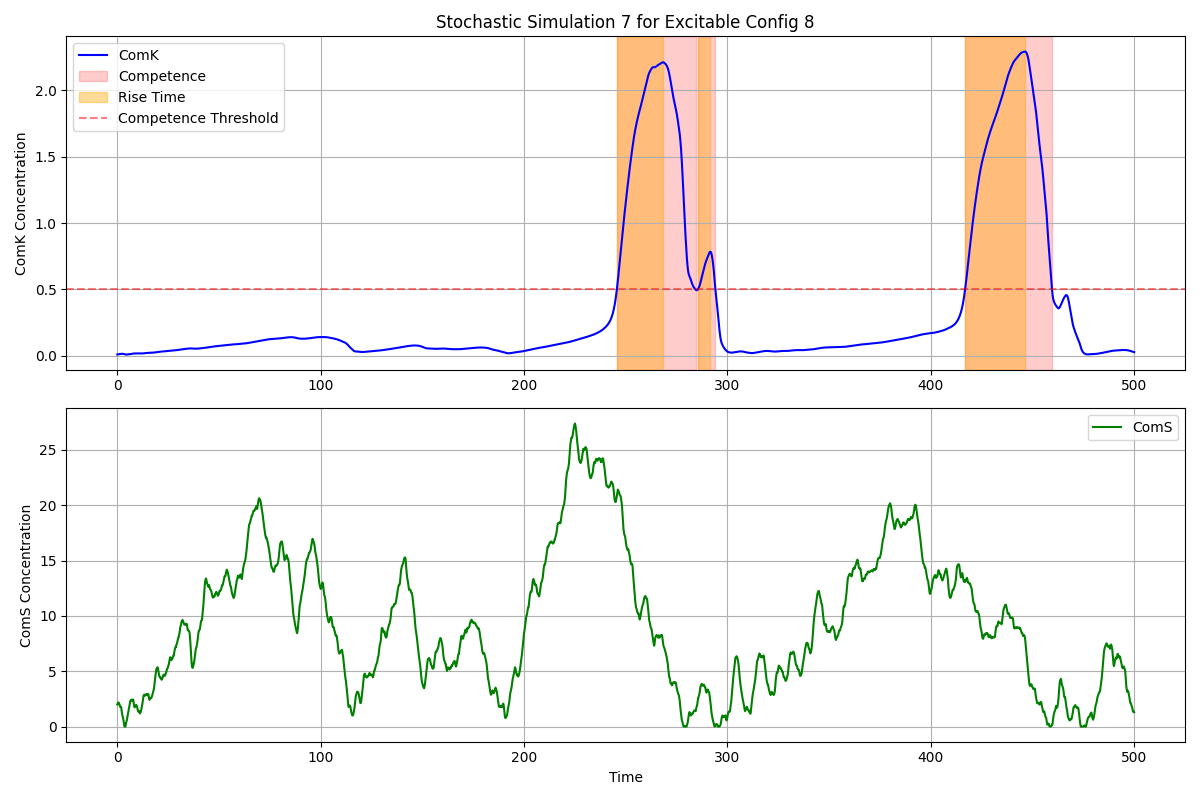 Stochastic Simulation 7 for Excitable Config 8
ComK
Competence
Rise Time
Competence Threshold
ComK Concentration
2.0
1.5
1.0
0.5
0.0
0 100 200 300 400 500
ComS
ComS Concentration
25
20
15
10
5
0
0 100 200 300 400 500
Time